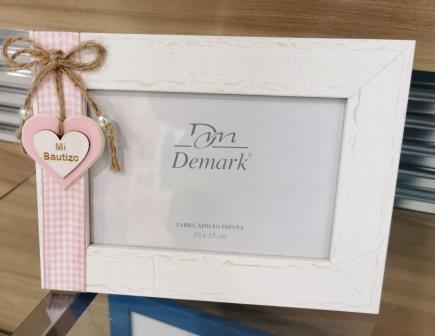 Mi
Bautizo
Dm
Demark®
FABRICADO EN ESPAÑA
10 x 15 cm